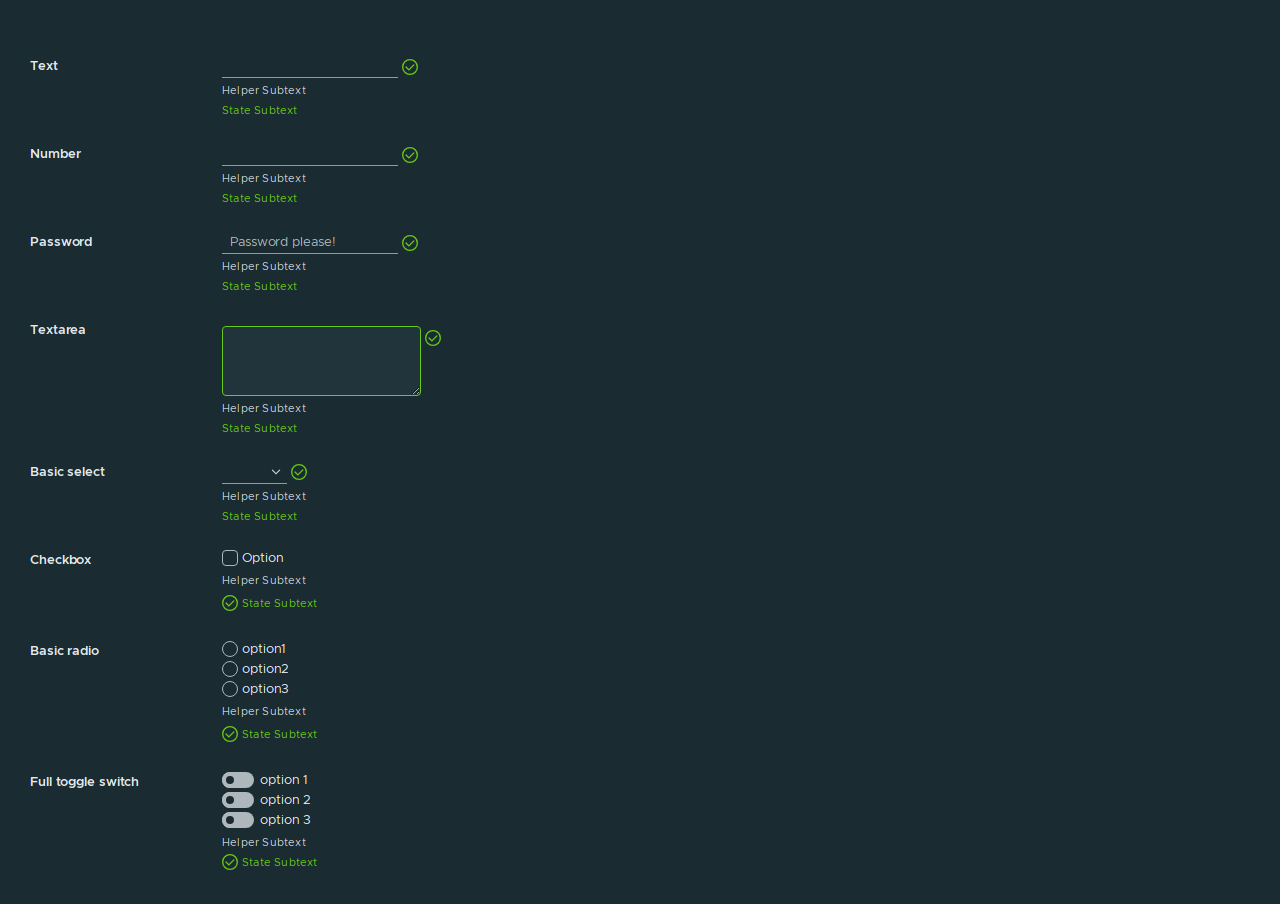 Text
Helper Subtext
State Subtext
Number
Helper Subtext
State Subtext
Password
Password please!
Helper Subtext
State Subtext
Textarea
Helper Subtext
State Subtext
Basic select
Helper Subtext
State Subtext
Checkbox
Option
Helper Subtext
State Subtext
Basic radio
option1
option2
option3
Helper Subtext
State Subtext
Full toggle switch
option 1
option 2
option 3
Helper Subtext
State Subtext